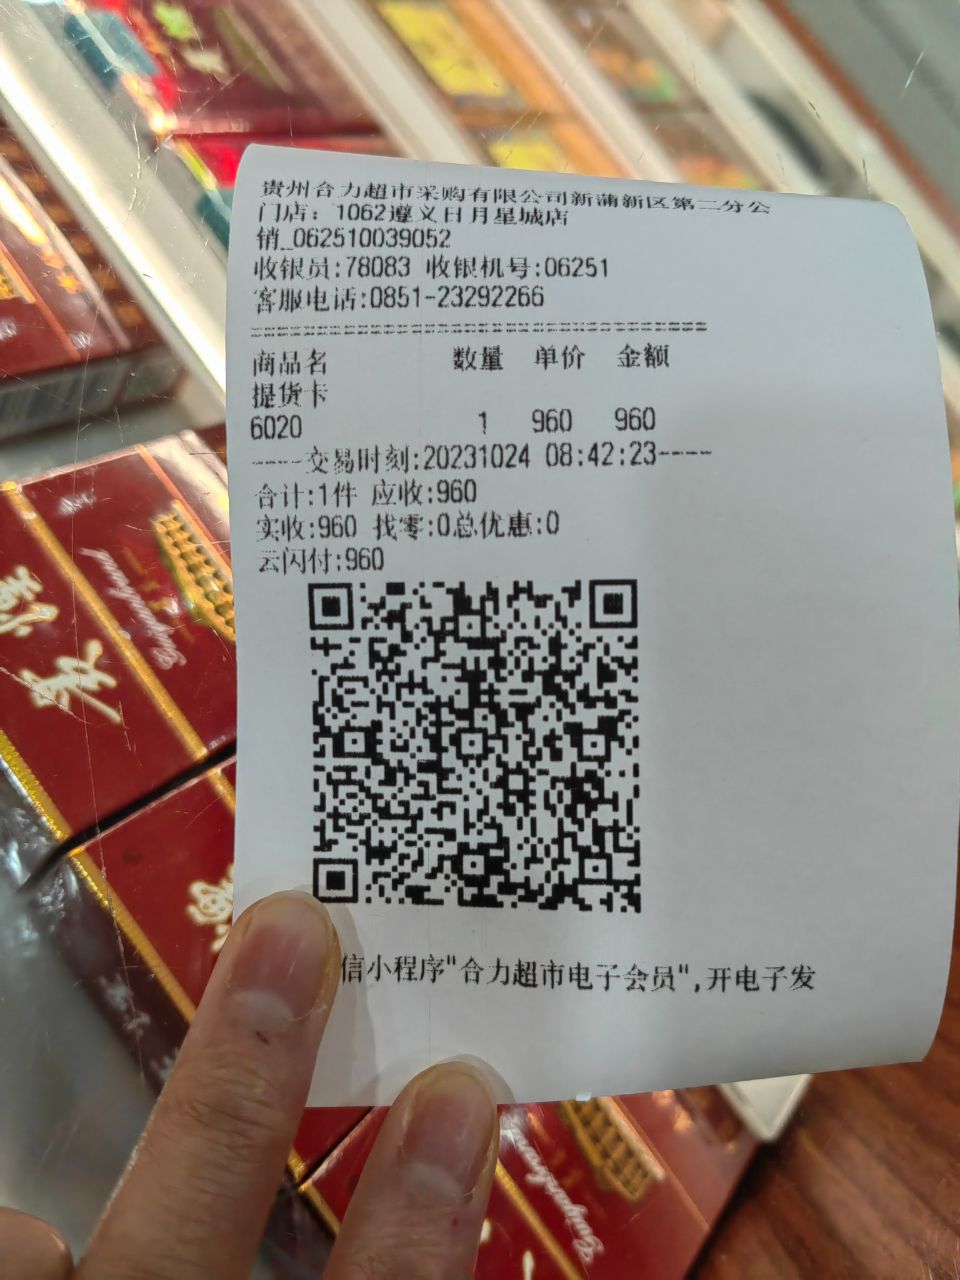 贵州合力超市采购有限公司新蒲新区第二分公
门店：1062遵义日月星城店
销_062510039052
收银员:78083 收银机号:06251
客服电话:0851-23292266
商品名 数量 单价 金额
提货卡
6020 1 960 960
----交易时刻:20231024 08:42:23----
合计:1件 应收:960
实收:960 找零:0总优惠:0
云闪付:960
信小程序"合力超市电子会员",开电子发